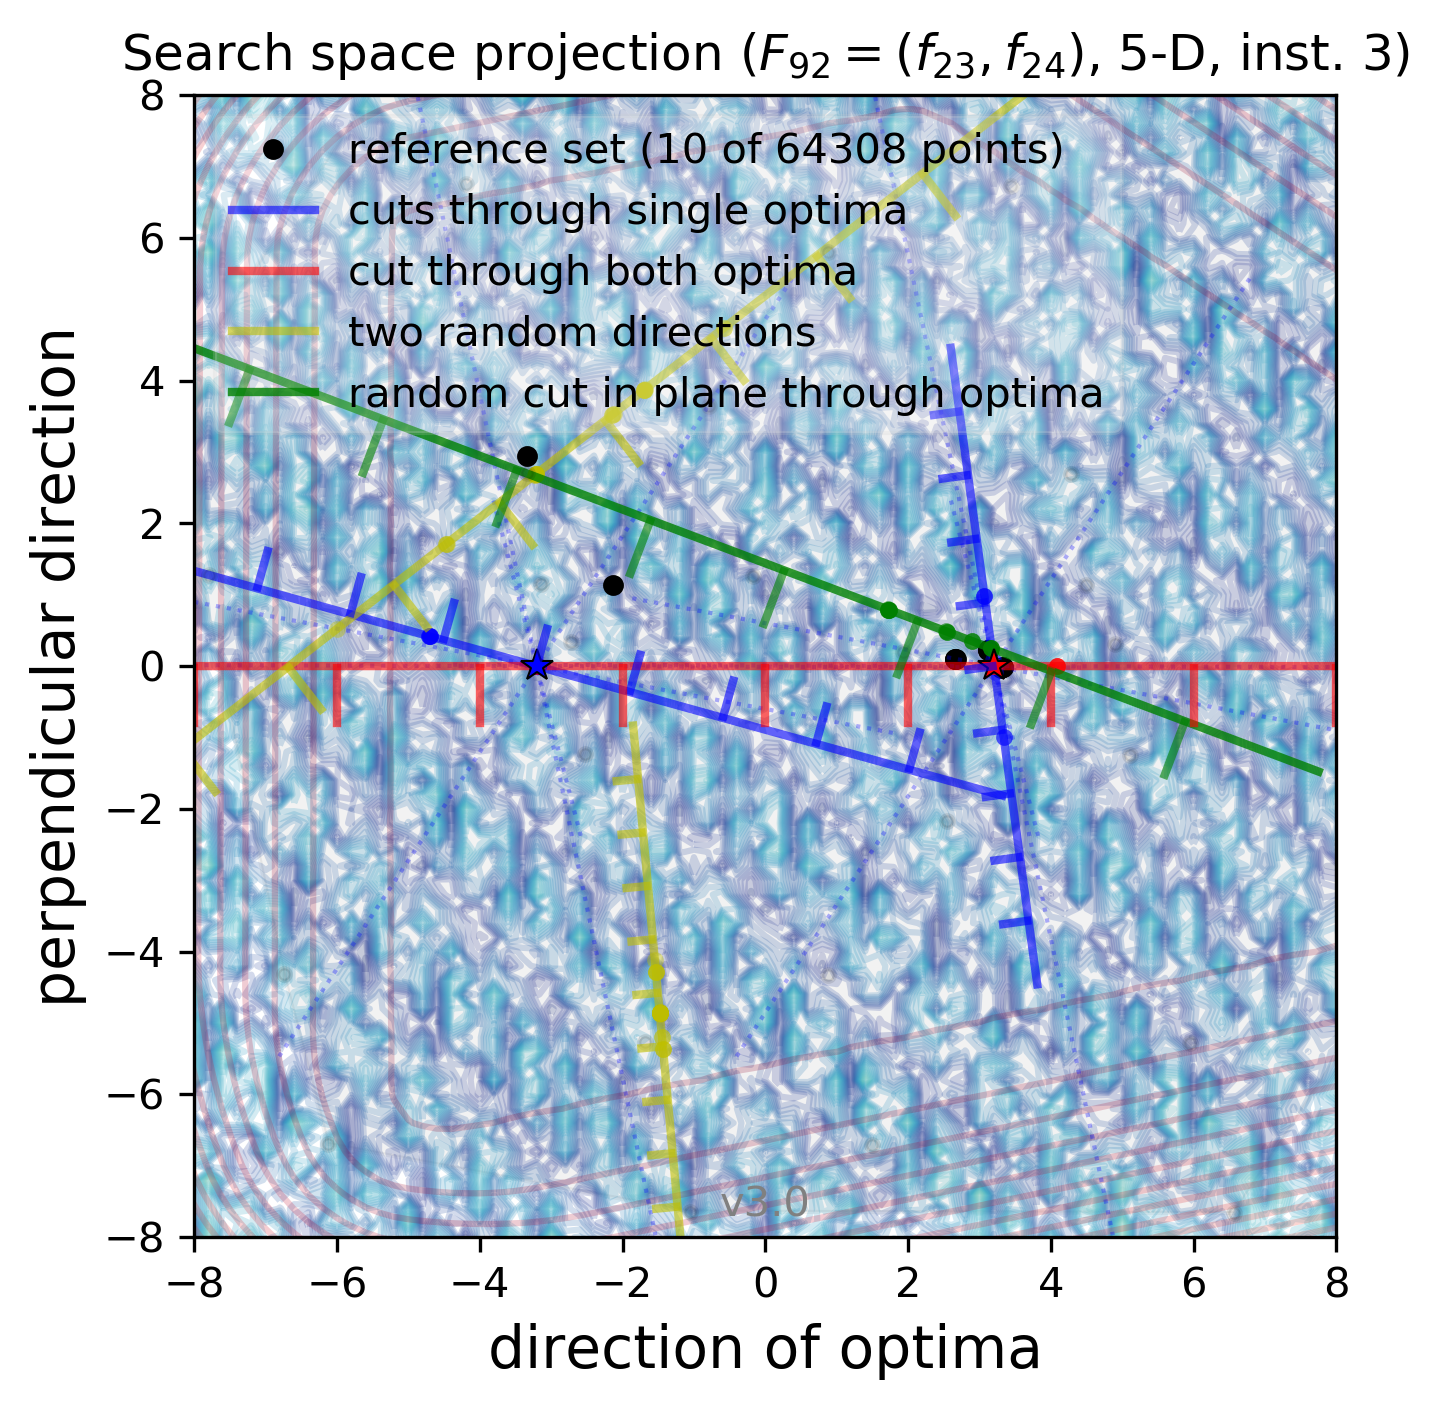 Search space projection (F92 = (f23, f24), 5-D, inst. 3)
reference set (10 of 64308 points)
cuts through single optima
cut through both optima
two random directions
random cut in plane through optima
perpendicular direction
8
6
4
2
0
−2
−4
−6
−8
v3.0
−8 −6 −4 −2 0 2 4 6 8
direction of optima